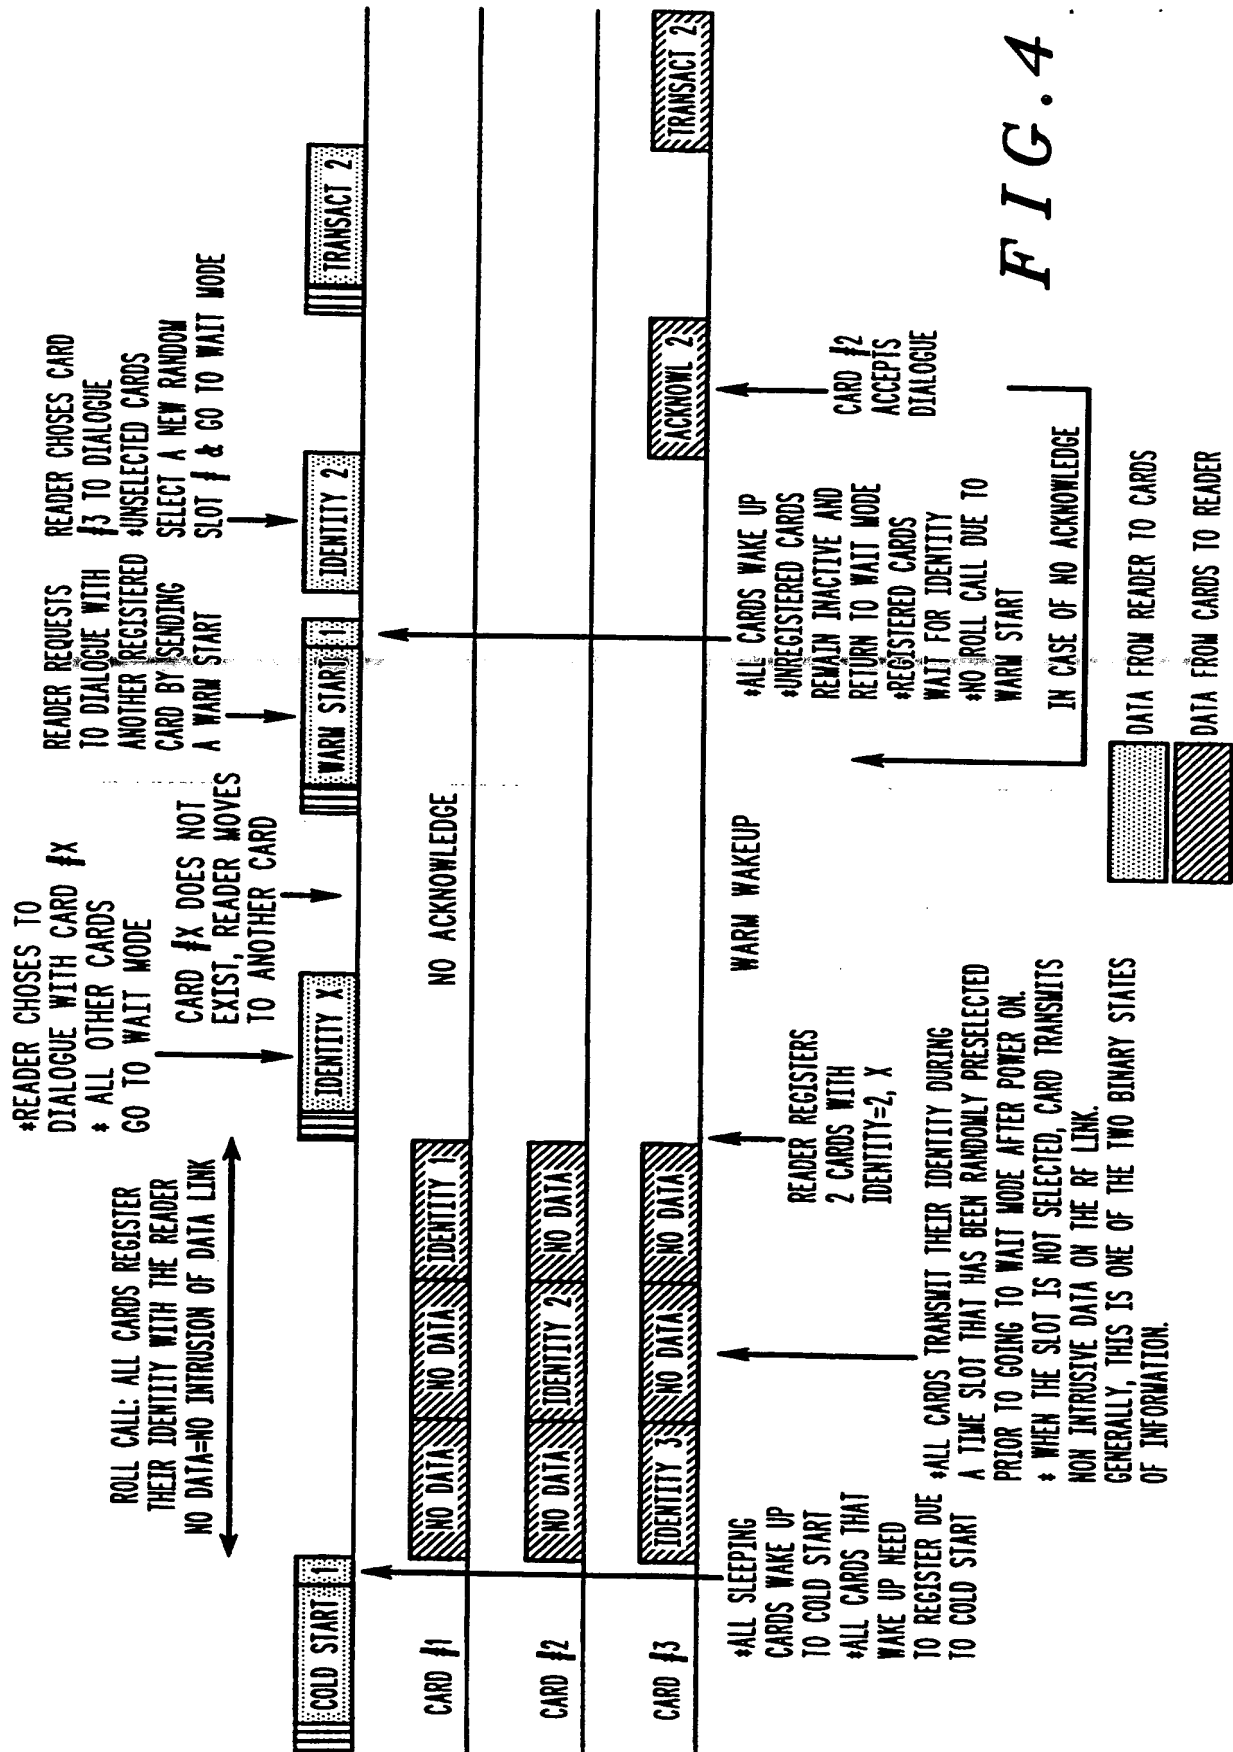 *READER CHOSES TO
DIALOGUE WITH CARD #X
* ALL OTHER CARDS
GO TO WAIT MODE
CARD #X DOES NOT
EXIST, READER MOVES
TO ANOTHER CARD
READER REQUESTS
TO DIALOGUE WITH
ANOTHER REGISTERED
CARD BY SENDING
A WARM START
READER CHOSES CARD
#3 TO DIALOGUE
*UNSELECTED CARDS
SELECT A NEW RANDOM
SLOT # & GO TO WAIT MODE
ROLL CALL: ALL CARDS REGISTER
THEIR IDENTITY WITH THE READER
NO DATA=NO INTRUSION OF DATA LINK
COLD START 1
IDENTITY X
WARM START 1
IDENTITY 2
TRANSACT 2
CARD #1
NO DATA
NO DATA
IDENTITY 1
NO ACKNOWLEDGE
CARD #2
NO DATA
IDENTITY 2
NO DATA
CARD #3
IDENTITY 3
NO DATA
NO DATA
ACKNOWL 2
TRANSACT 2
*ALL SLEEPING
CARDS WAKE UP
TO COLD START
*ALL CARDS THAT
WAKE UP NEED
TO REGISTER DUE
TO COLD START
READER REGISTERS
2 CARDS WITH
IDENTITY=2, X
WARM WAKEUP
*ALL CARDS WAKE UP
*UNREGISTERED CARDS
REMAIN INACTIVE AND
RETURN TO WAIT MODE
*REGISTERED CARDS
WAIT FOR IDENTITY
*NO ROLL CALL DUE TO
WARM START
CARD #2
ACCEPTS
DIALOGUE
*ALL CARDS TRANSMIT THEIR IDENTITY DURING
A TIME SLOT THAT HAS BEEN RANDOMLY PRESELECTED
PRIOR TO GOING TO WAIT MODE AFTER POWER ON.
* WHEN THE SLOT IS NOT SELECTED, CARD TRANSMITS
NON INTRUSIVE DATA ON THE RF LINK.
GENERALLY, THIS IS ONE OF THE TWO BINARY STATES
OF INFORMATION.
IN CASE OF NO ACKNOWLEDGE
DATA FROM READER TO CARDS
DATA FROM CARDS TO READER
FIG.4